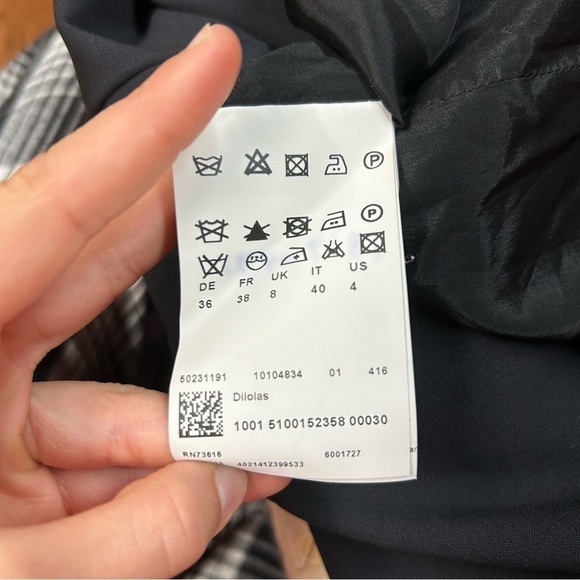 P
P
DE FR UK IT US
36 38 8 40 4
50231191 10104834 01 416
Dilolas
1001 5100152358 00030
RN73616 6001727
4021412399533